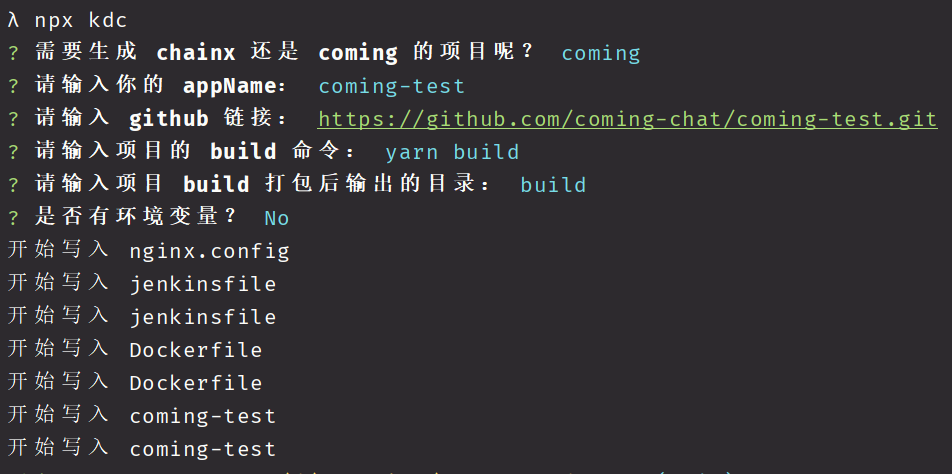 λ npx kdc
? 需要生成 chainx 还是 coming 的项目呢？ coming
? 请输入你的 appName： coming-test
? 请输入 github 链接： https://github.com/coming-chat/coming-test.git
? 请输入项目的 build 命令： yarn build
? 请输入项目 build 打包后输出的目录： build
? 是否有环境变量？ No
开始写入 nginx.config
开始写入 jenkinsfile
开始写入 jenkinsfile
开始写入 Dockerfile
开始写入 Dockerfile
开始写入 coming-test
开始写入 coming-test